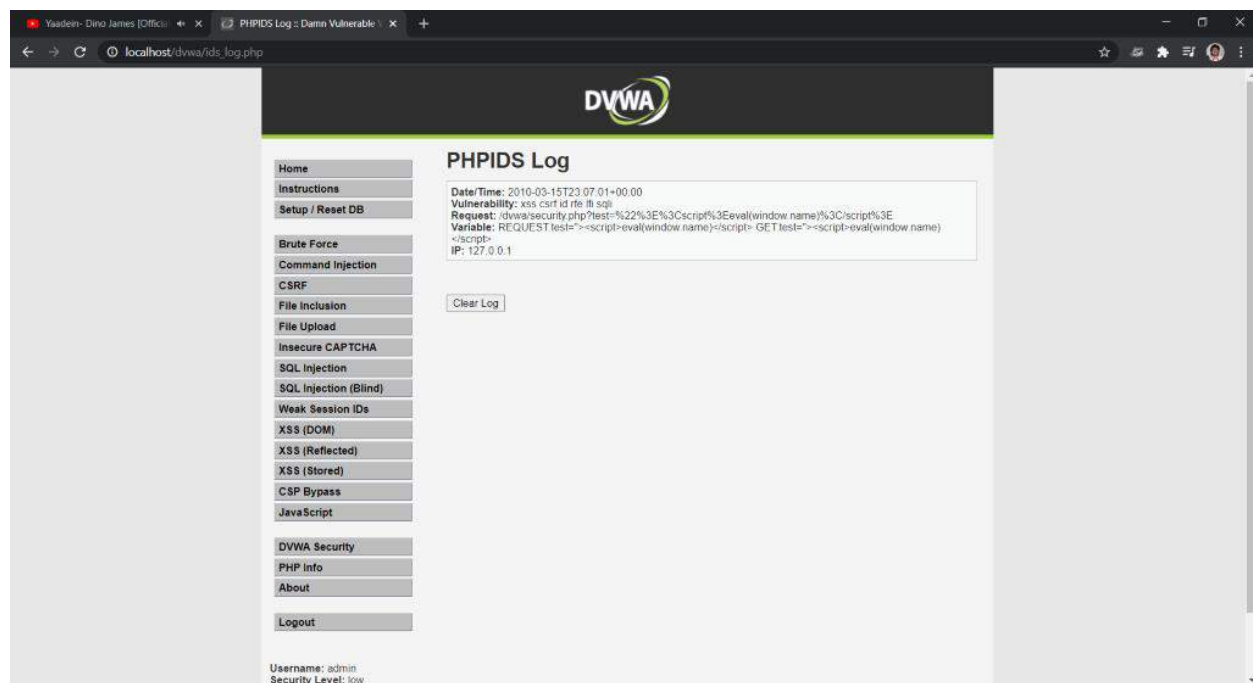 Yaadein- Dino James [Officia
PHPIDS Log :: Damn Vulnerable
localhost/dvwa/ids_log.php
DVWA
Home
Instructions
Setup / Reset DB
Brute Force
Command Injection
CSRF
File Inclusion
File Upload
Insecure CAPTCHA
SQL Injection
SQL Injection (Blind)
Weak Session IDs
XSS (DOM)
XSS (Reflected)
XSS (Stored)
CSP Bypass
JavaScript
DVWA Security
PHP Info
About
Logout
Username: admin
Security Level: low
PHPIDS Log
Date/Time: 2010-03-15T23:07:01+00:00
Vulnerability: xss csrf id rfe lfi sqli
Request: /dvwa/security.php?test=%22%3E%3Cscript%3Eeval(window.name)%3C/script%3E
Variable: REQUEST.test="><script>eval(window.name)</script> GET.test="><script>eval(window.name)
</script>
IP: 127.0.0.1
Clear Log